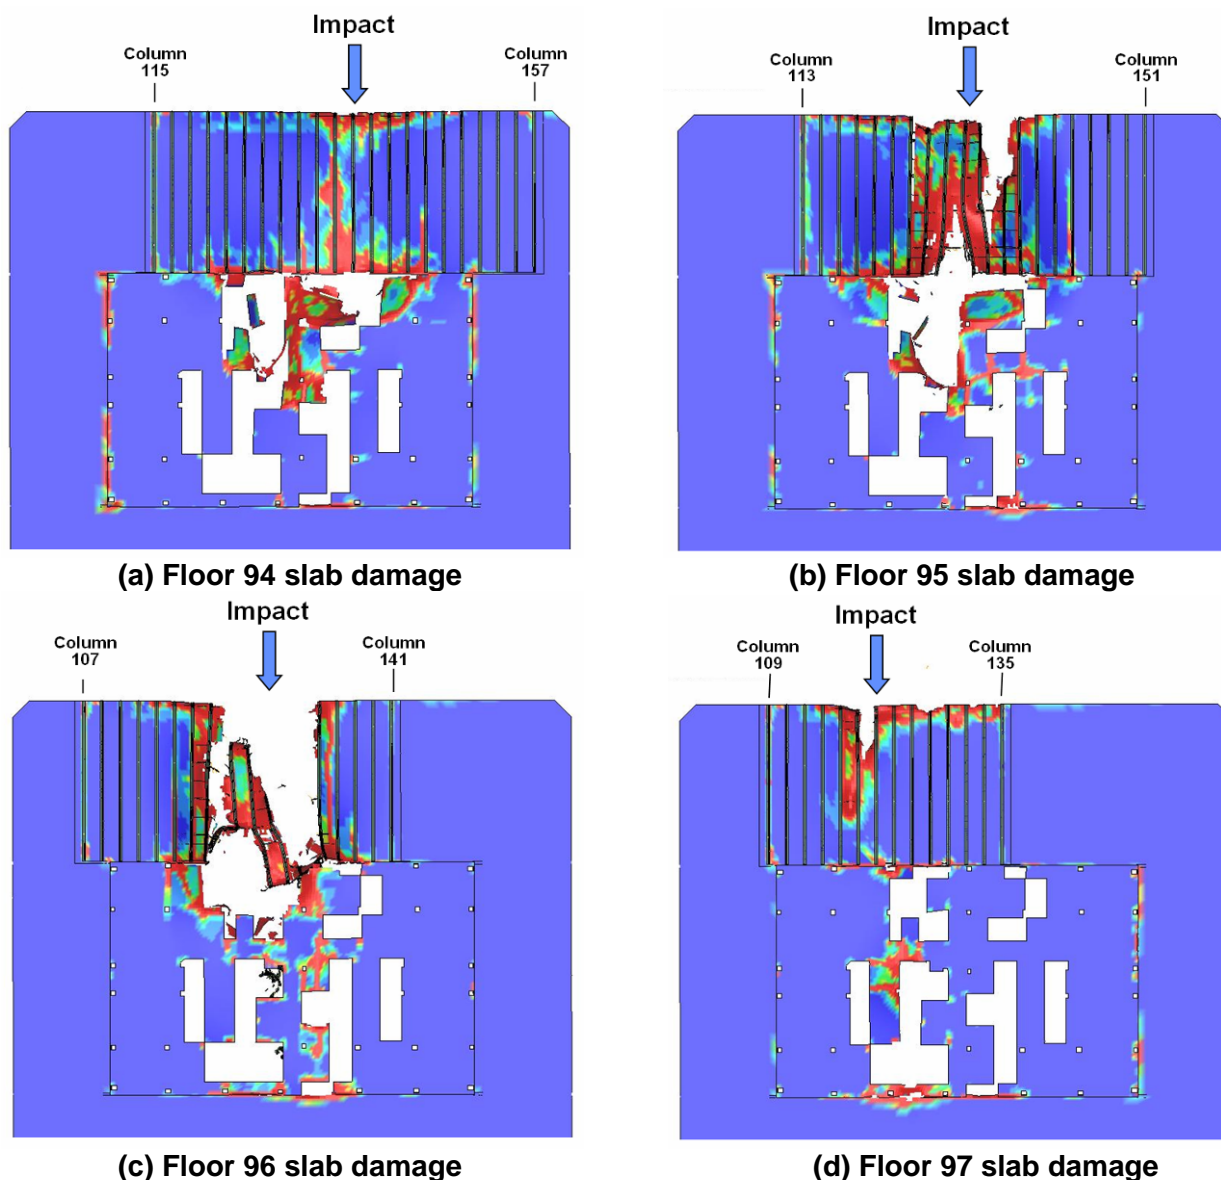 Impact
Column
115
Column
157
(a) Floor 94 slab damage
Impact
Column
113
Column
151
(b) Floor 95 slab damage
Impact
Column
107
Column
141
(c) Floor 96 slab damage
Impact
Column
109
Column
135
(d) Floor 97 slab damage